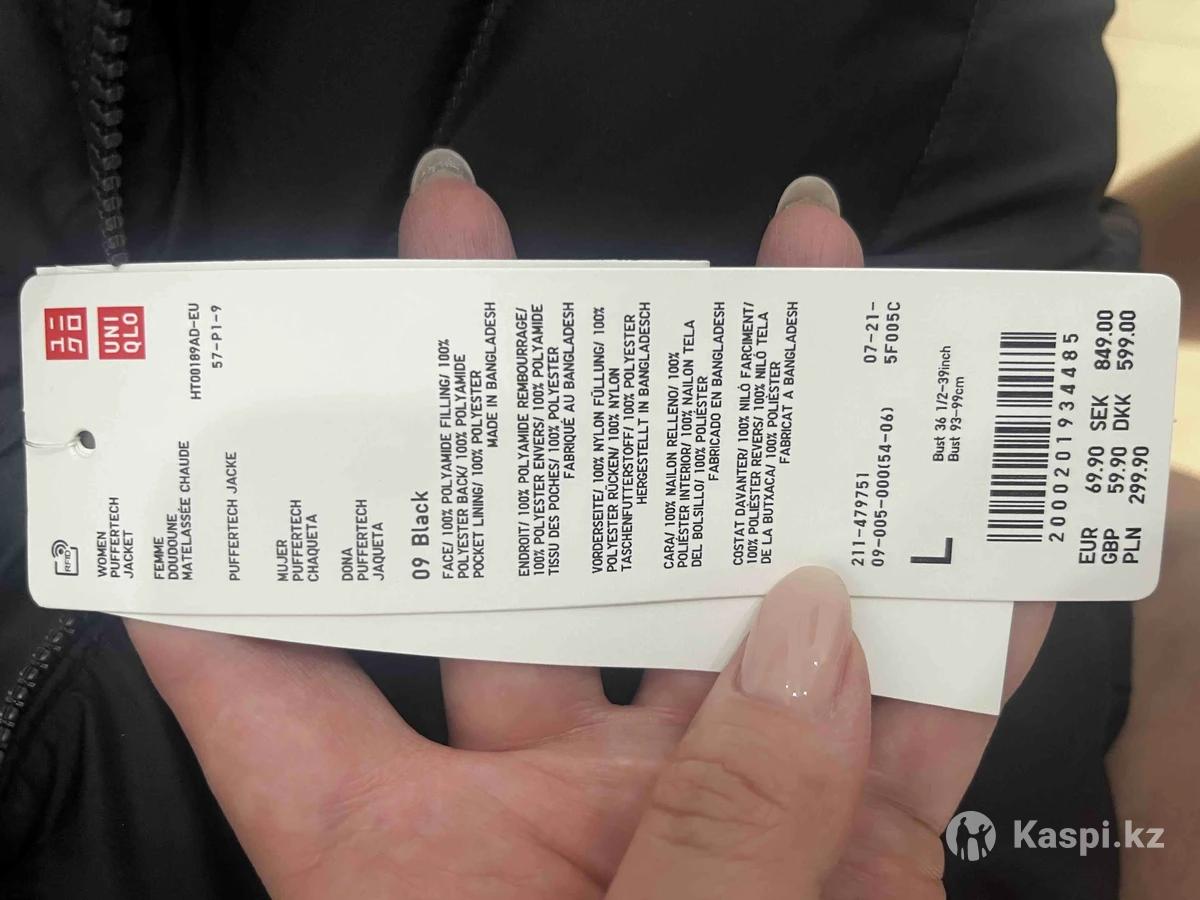 ユニ
クロ
UNI
QLO
RFID
HT00189AD-EU
57-P1-9
WOMEN
PUFFERTECH
JACKET
FEMME
DOUDOUNE
MATELASSÉE CHAUDE
PUFFERTECH JACKE
MUJER
PUFFERTECH
CHAQUETA
DONA
PUFFERTECH
JAQUETA
09 Black
FACE/ 100% POLYAMIDE FILLING/ 100%
POLYESTER BACK/ 100% POLYAMIDE
POCKET LINING/ 100% POLYESTER
MADE IN BANGLADESH
ENDROIT/ 100% POLYAMIDE REMBOURRAGE/
100% POLYESTER ENVERS/ 100% POLYAMIDE
TISSU DES POCHES/ 100% POLYESTER
FABRIQUÉ AU BANGLADESH
VORDERSEITE/ 100% NYLON FÜLLUNG/ 100%
POLYESTER RÜCKEN/ 100% NYLON
TASCHENFUTTERSTOFF/ 100% POLYESTER
HERGESTELLT IN BANGLADESCH
CARA/ 100% NAILON RELLENO/ 100%
POLIÉSTER INTERIOR/ 100% NAILON TELA
DEL BOLSILLO/ 100% POLIÉSTER
FABRICADO EN BANGLADESH
COSTAT DAVANTER/ 100% NILÓ FARCIMENT/
100% POLIÈSTER REVERS/ 100% NILÓ TELA
DE LA BUTXACA/ 100% POLIÈSTER
FABRICAT A BANGLADESH
211-479751 07-21-
09-005-000(54-06) 5F005C
L
Bust 36 1/2-39inch
Bust 93-99cm
2000201934485
EUR 69.90 SEK 849.00
GBP 59.90 DKK 599.00
PLN 299.90
Kaspi.kz